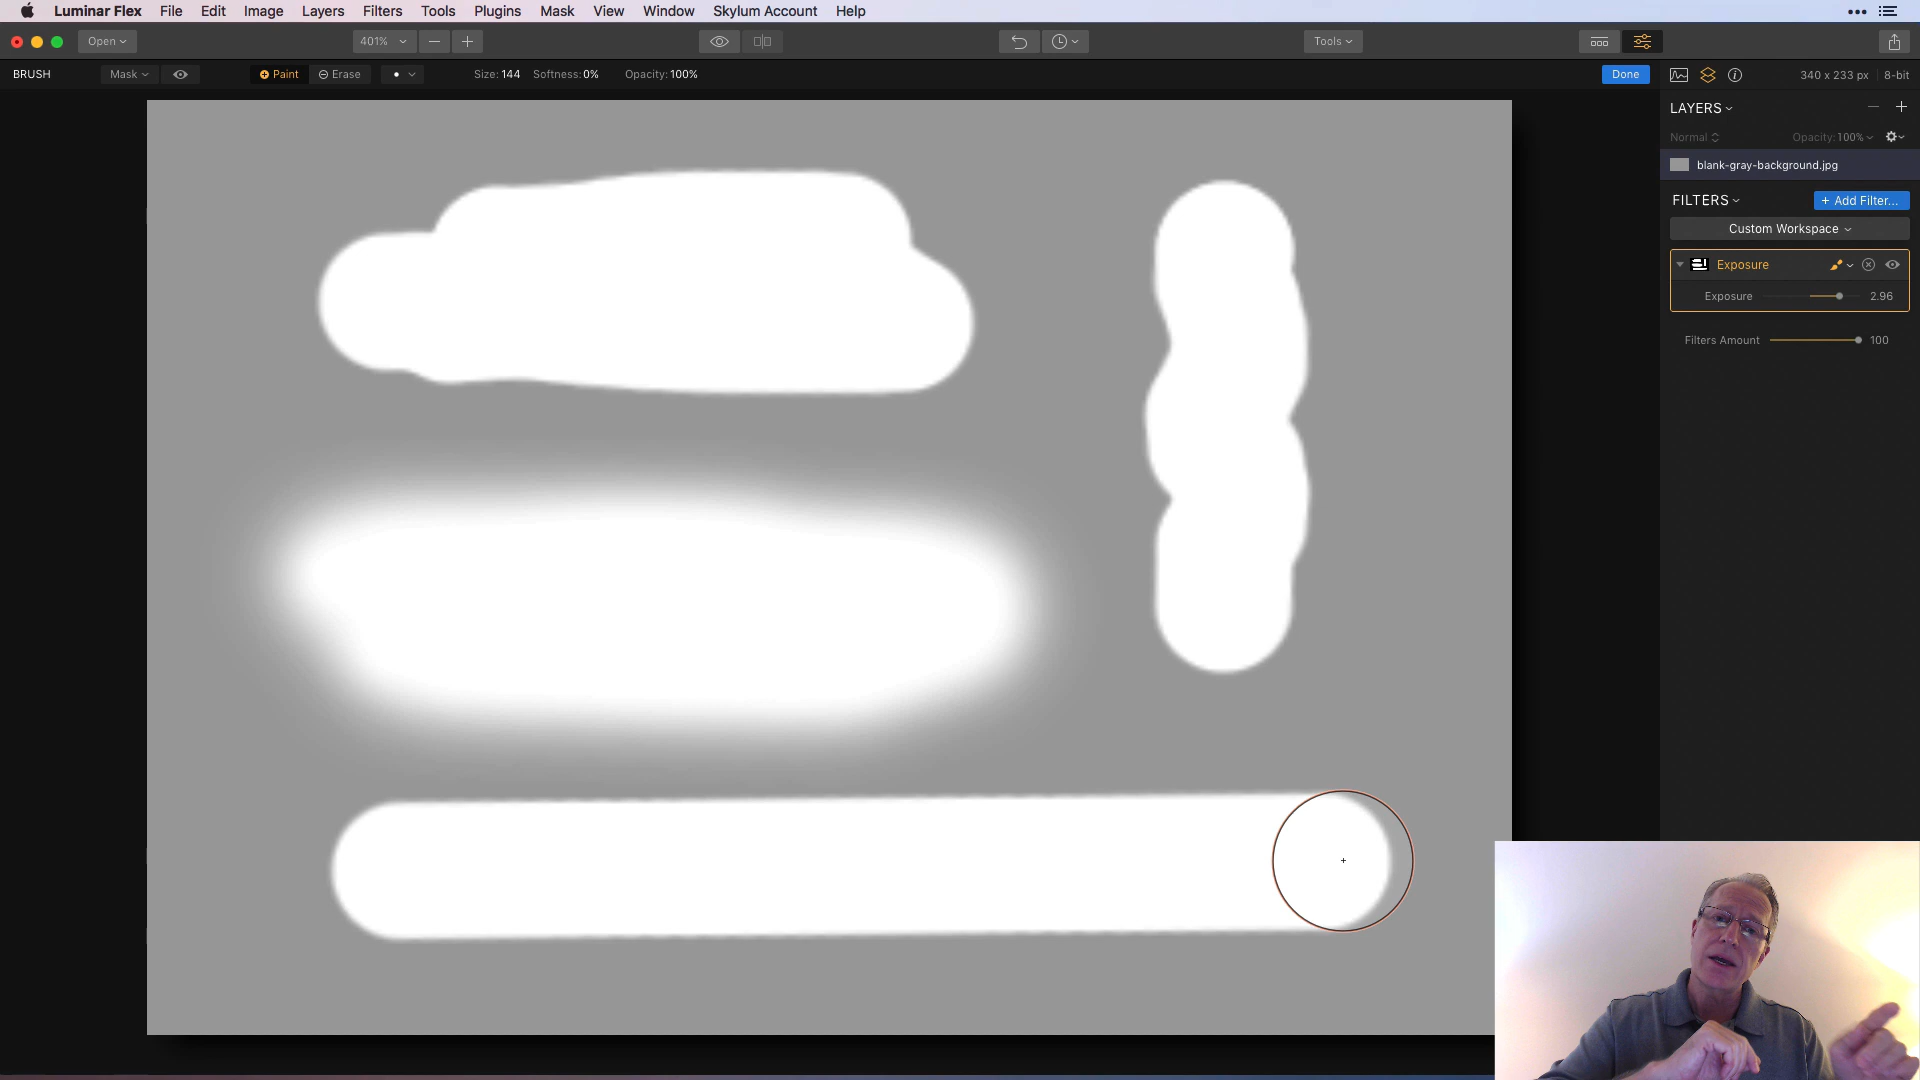 Luminar Flex File Edit Image Layers Filters Tools Plugins Mask View Window Skylum Account Help
Open 401% Tools
BRUSH Mask Paint Erase Size: 144 Softness: 0% Opacity: 100% Done 340 x 233 px 8-bit
LAYERS
Normal Opacity: 100%
blank-gray-background.jpg
FILTERS + Add Filter...
Custom Workspace
Exposure
Exposure 2.96
Filters Amount 100